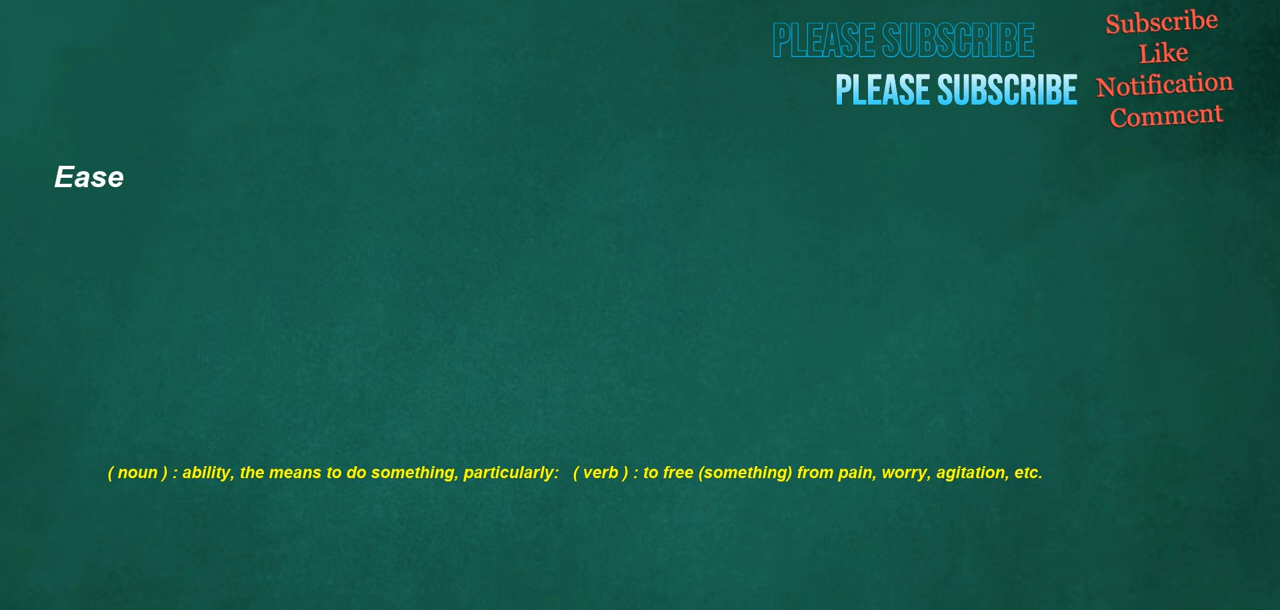 PLEASE SUBSCRIBE
PLEASE SUBSCRIBE
Subscribe
Like
Notification
Comment
Ease
( noun ) : ability, the means to do something, particularly:   ( verb ) : to free (something) from pain, worry, agitation, etc.